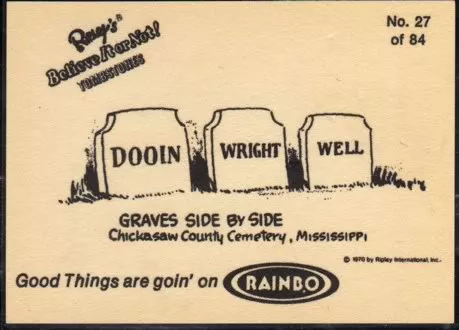 No. 27
of 84
Ripley's®
Believe It or Not!
TOMBSTONES
DOOIN
WRIGHT
WELL
GRAVES SIDE BY SIDE
Chickasaw County Cemetery, Mississippi
© 1970 by Ripley International, Inc.
Good Things are goin' on RAINBO